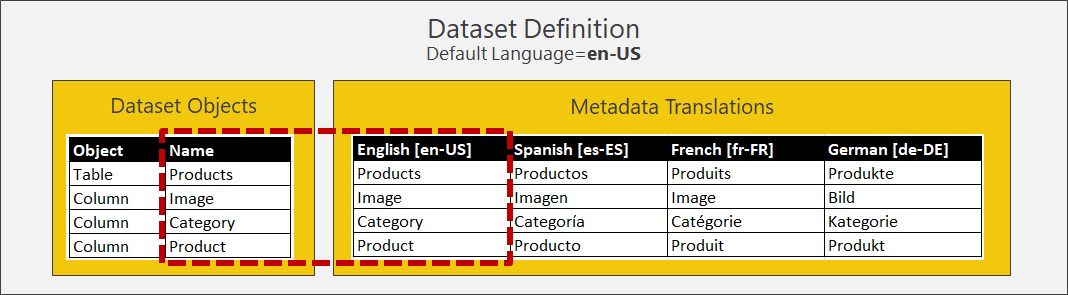 Dataset Definition
Default Language=en-US
Dataset Objects
Object Name
Table Products
Column Image
Column Category
Column Product
Metadata Translations
English [en-US] Spanish [es-ES] French [fr-FR] German [de-DE]
Products Productos Produits Produkte
Image Imagen Image Bild
Category Categoría Catégorie Kategorie
Product Producto Produit Produkt